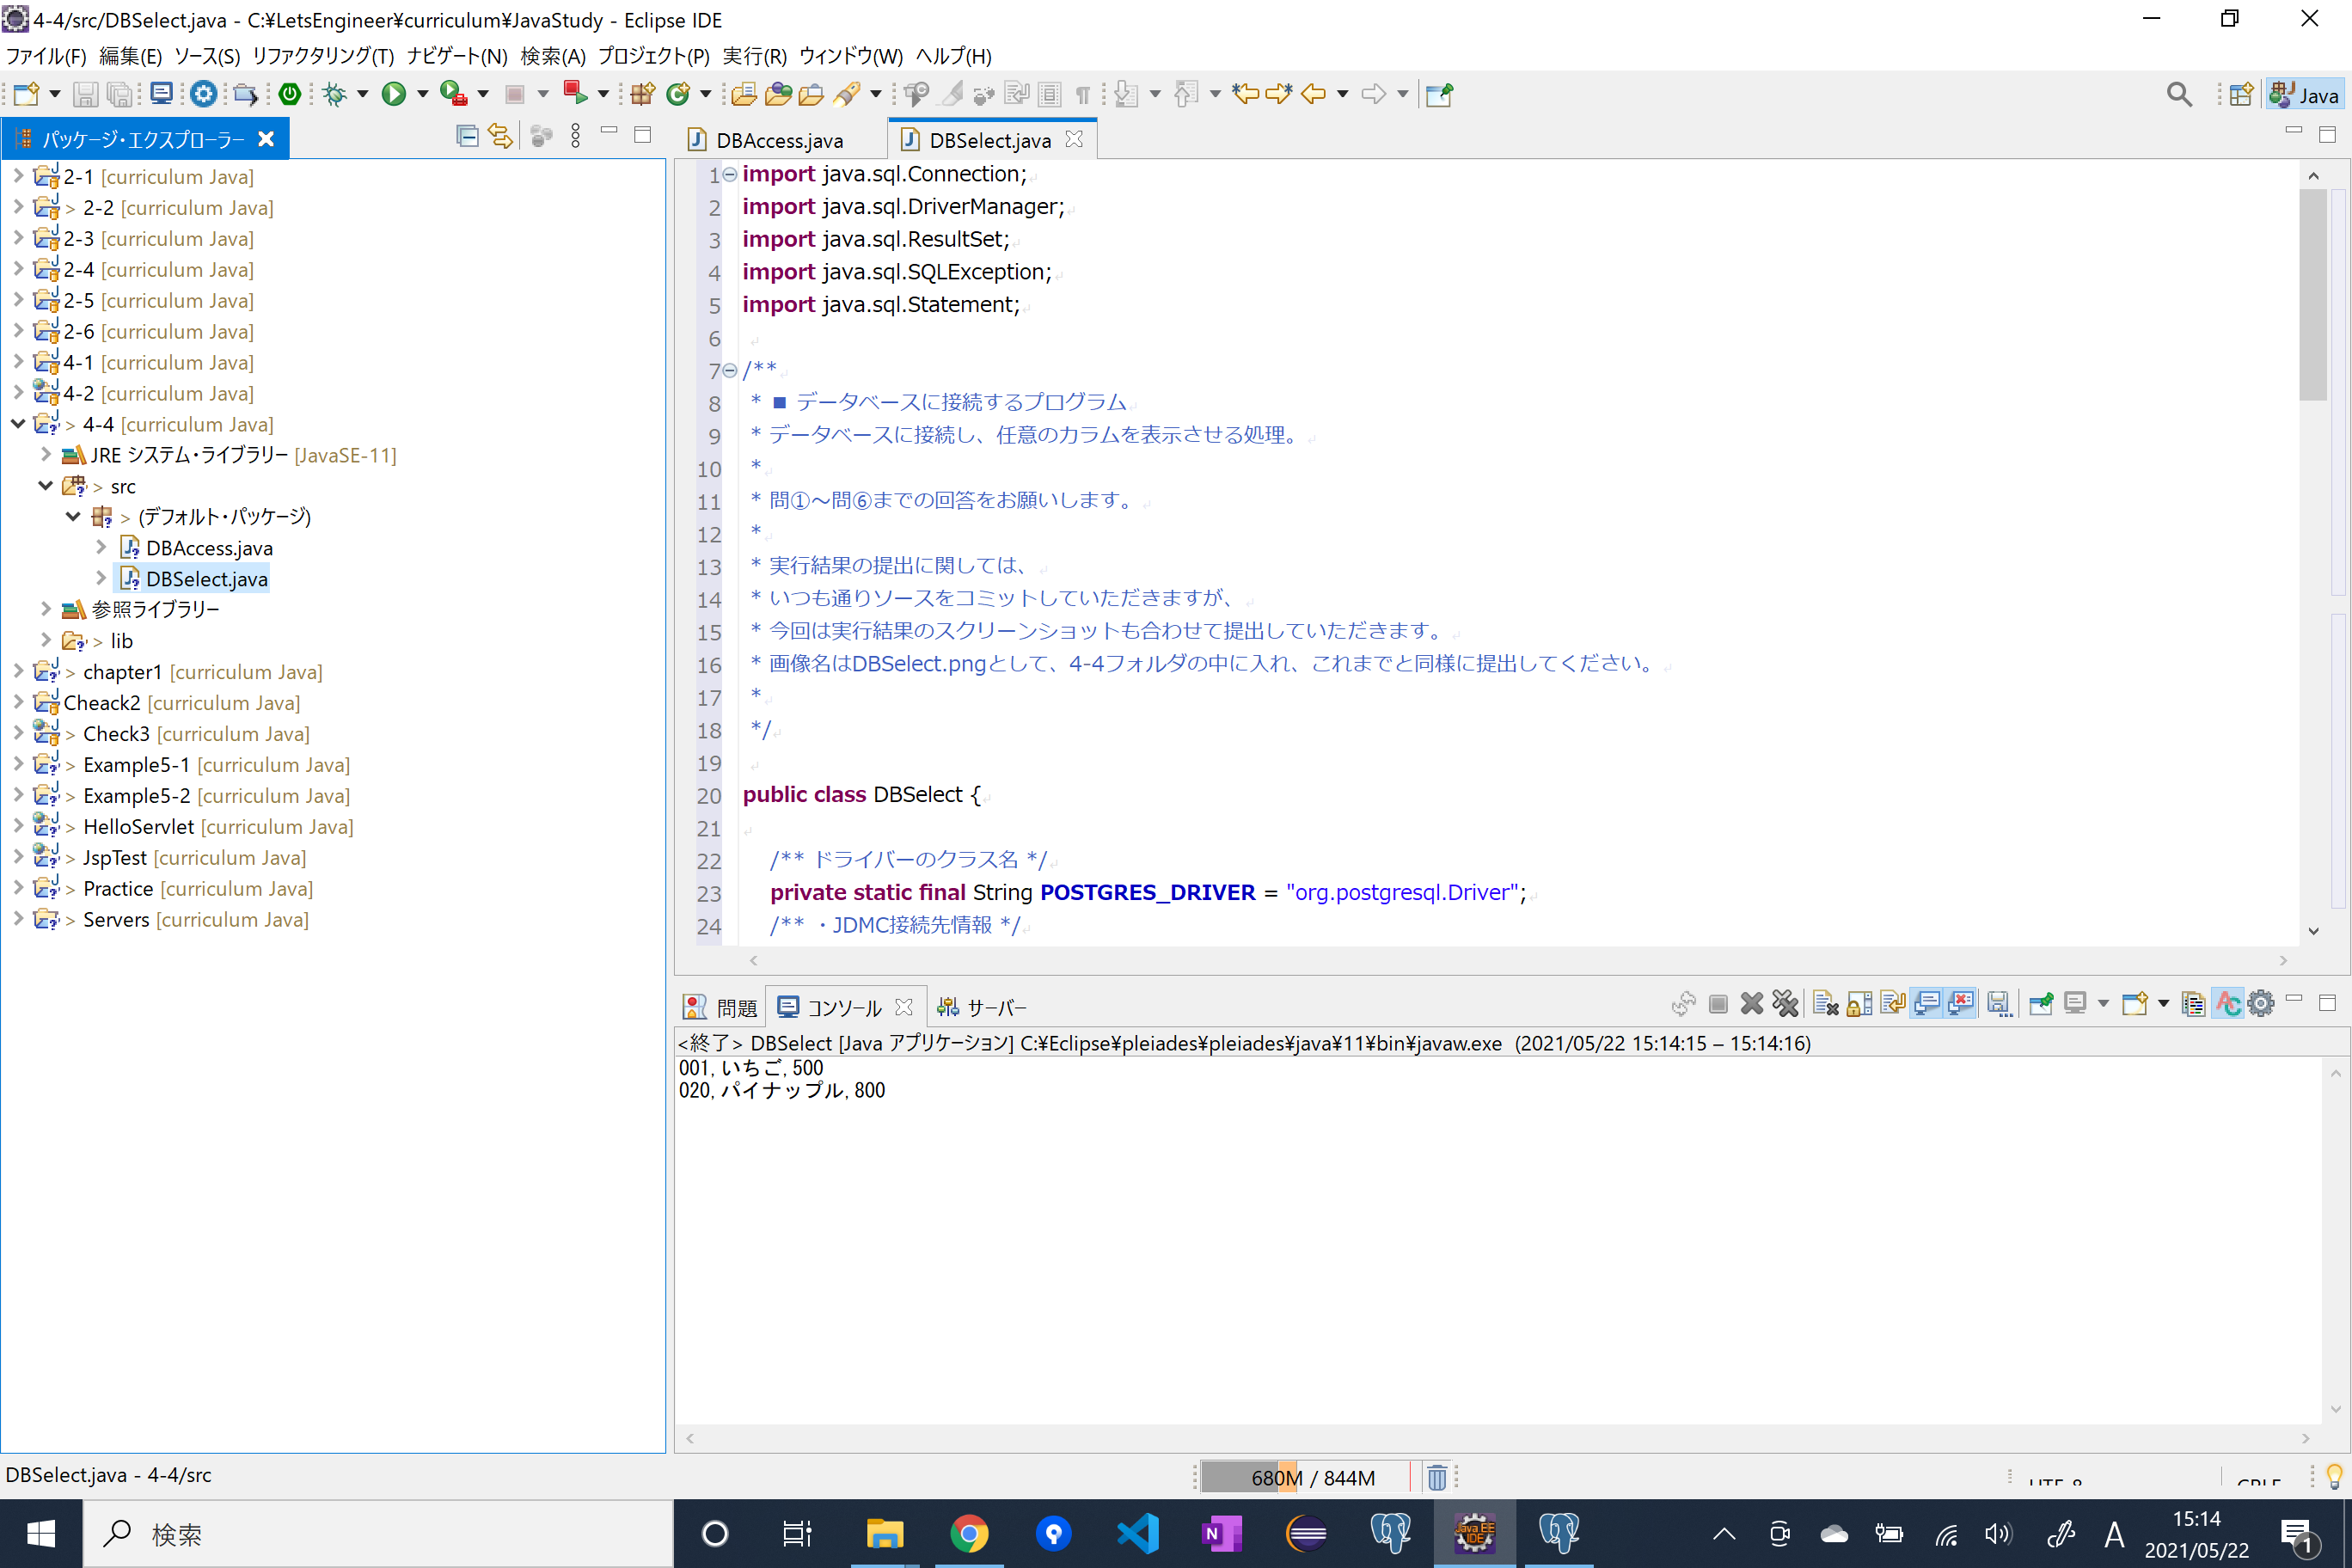 4-4/src/DBSelect.java - C:¥LetsEngineer¥curriculum¥JavaStudy - Eclipse IDE
ファイル(F) 編集(E) ソース(S) リファクタリング(T) ナビゲート(N) 検索(A) プロジェクト(P) 実行(R) ウィンドウ(W) ヘルプ(H)
Java
パッケージ・エクスプローラー
2-1 [curriculum Java]
> 2-2 [curriculum Java]
2-3 [curriculum Java]
2-4 [curriculum Java]
2-5 [curriculum Java]
2-6 [curriculum Java]
4-1 [curriculum Java]
4-2 [curriculum Java]
> 4-4 [curriculum Java]
JRE システム・ライブラリー [JavaSE-11]
> src
> (デフォルト・パッケージ)
DBAccess.java
DBSelect.java
参照ライブラリー
> lib
> chapter1 [curriculum Java]
Cheack2 [curriculum Java]
> Check3 [curriculum Java]
> Example5-1 [curriculum Java]
> Example5-2 [curriculum Java]
> HelloServlet [curriculum Java]
> JspTest [curriculum Java]
> Practice [curriculum Java]
> Servers [curriculum Java]
DBAccess.java DBSelect.java
1 import java.sql.Connection;
2 import java.sql.DriverManager;
3 import java.sql.ResultSet;
4 import java.sql.SQLException;
5 import java.sql.Statement;
6
7 /**
8 * ■ データベースに接続するプログラム
9 * データベースに接続し、任意のカラムを表示させる処理。
10 *
11 * 問①～問⑥までの回答をお願いします。
12 *
13 * 実行結果の提出に関しては、
14 * いつも通りソースをコミットしていただきますが、
15 * 今回は実行結果のスクリーンショットも合わせて提出していただきます。
16 * 画像名はDBSelect.pngとして、4-4フォルダの中に入れ、これまでと同様に提出してください。
17 *
18 */
19
20 public class DBSelect {
21
22 /** ドライバーのクラス名 */
23 private static final String POSTGRES_DRIVER = "org.postgresql.Driver";
24 /** ・JDMC接続先情報 */
問題 コンソール サーバー
<終了> DBSelect [Java アプリケーション] C:¥Eclipse¥pleiades¥pleiades¥java¥11¥bin¥javaw.exe (2021/05/22 15:14:15 – 15:14:16)
001,いちご,500
020,パイナップル,800
DBSelect.java - 4-4/src
680M / 844M
UTF-8
CRLF
検索
N
Java EE IDE
A
15:14
2021/05/22
1